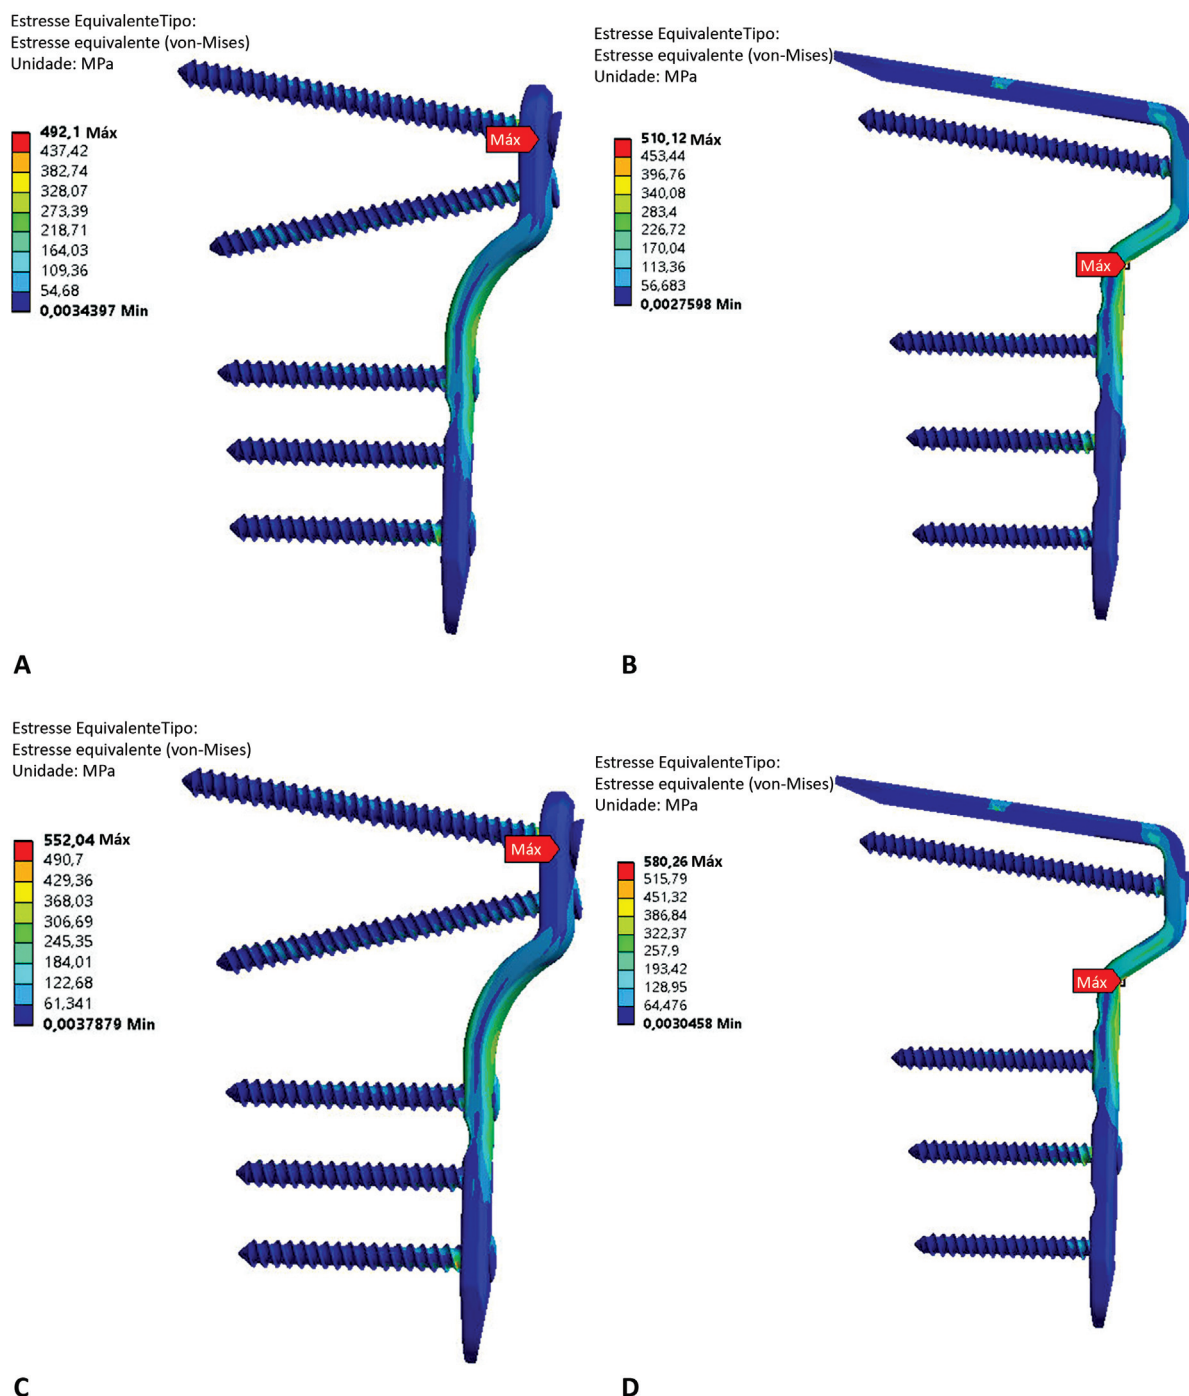 Estresse EquivalenteTipo:
Estresse equivalente (von-Mises)
Unidade: MPa
492,1 Máx
437,42
382,74
328,07
273,39
218,71
164,03
109,36
54,68
0,0034397 Min
Máx
A
Estresse EquivalenteTipo:
Estresse equivalente (von-Mises)
Unidade: MPa
510,12 Máx
453,44
396,76
340,08
283,4
226,72
170,04
113,36
56,683
0,0027598 Min
Máx
B
Estresse EquivalenteTipo:
Estresse equivalente (von-Mises)
Unidade: MPa
552,04 Máx
490,7
429,36
368,03
306,69
245,35
184,01
122,68
61,341
0,0037879 Min
Máx
C
Estresse EquivalenteTipo:
Estresse equivalente (von-Mises)
Unidade: MPa
580,26 Máx
515,79
451,32
386,84
322,37
257,9
193,42
128,95
64,476
0,0030458 Min
Máx
D